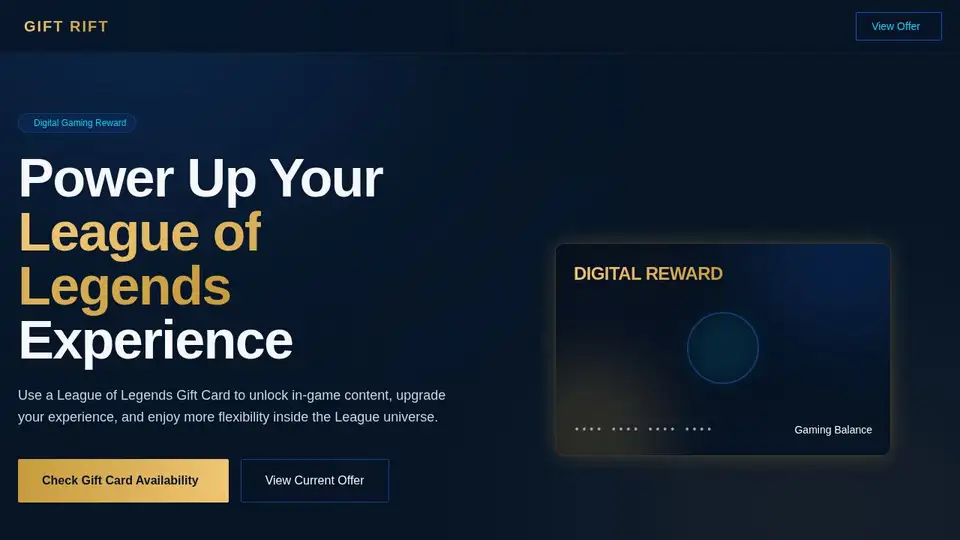 GIFT RIFT
View Offer
Digital Gaming Reward
Power Up Your
League of
Legends
Experience
Use a League of Legends Gift Card to unlock in-game content, upgrade
your experience, and enjoy more flexibility inside the League universe.
Check Gift Card Availability
View Current Offer
DIGITAL REWARD
•••• •••• •••• ••••
Gaming Balance